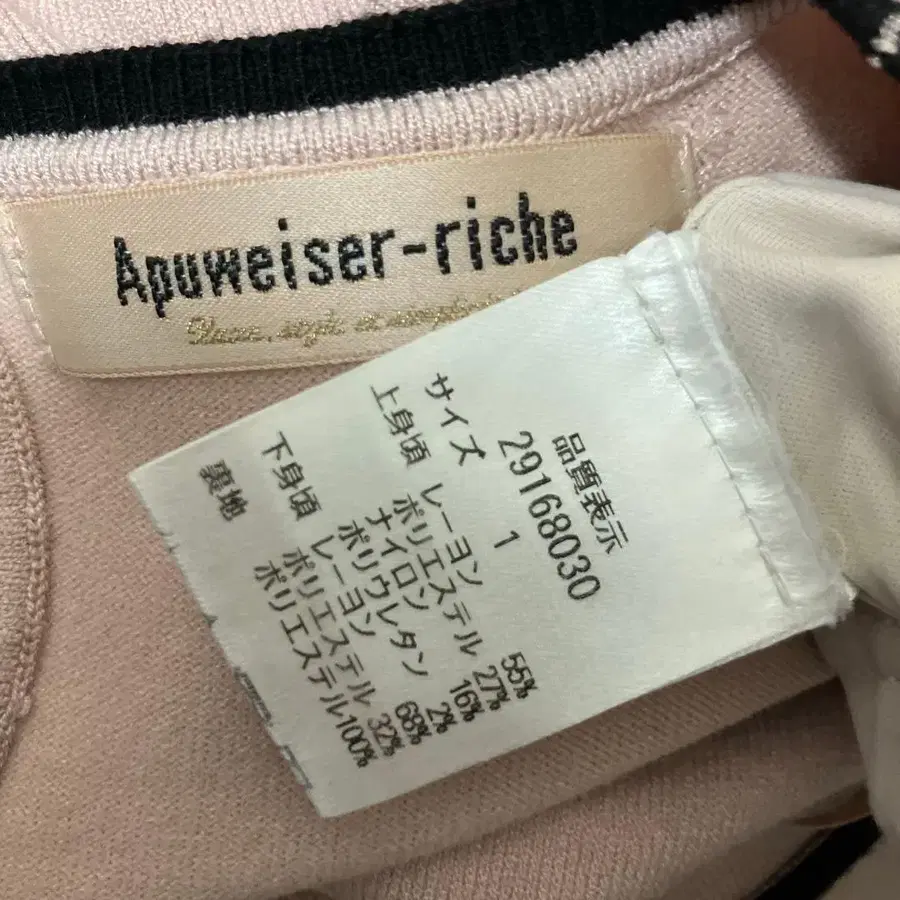 Apuweiser-riche
品質表示
29168030
サイズ 1
上身頃 レーヨン 55%
ポリエステル 27%
ナイロン 16%
ポリウレタン 2%
下身頃 レーヨン 68%
ポリエステル 32%
裏地 ポリエステル100%